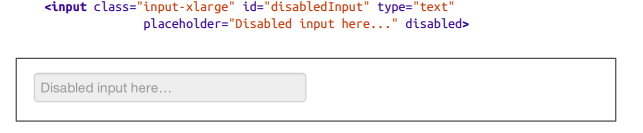 <input class="input-xlarge" id="disabledInput" type="text"
placeholder="Disabled input here..." disabled>
Disabled input here...